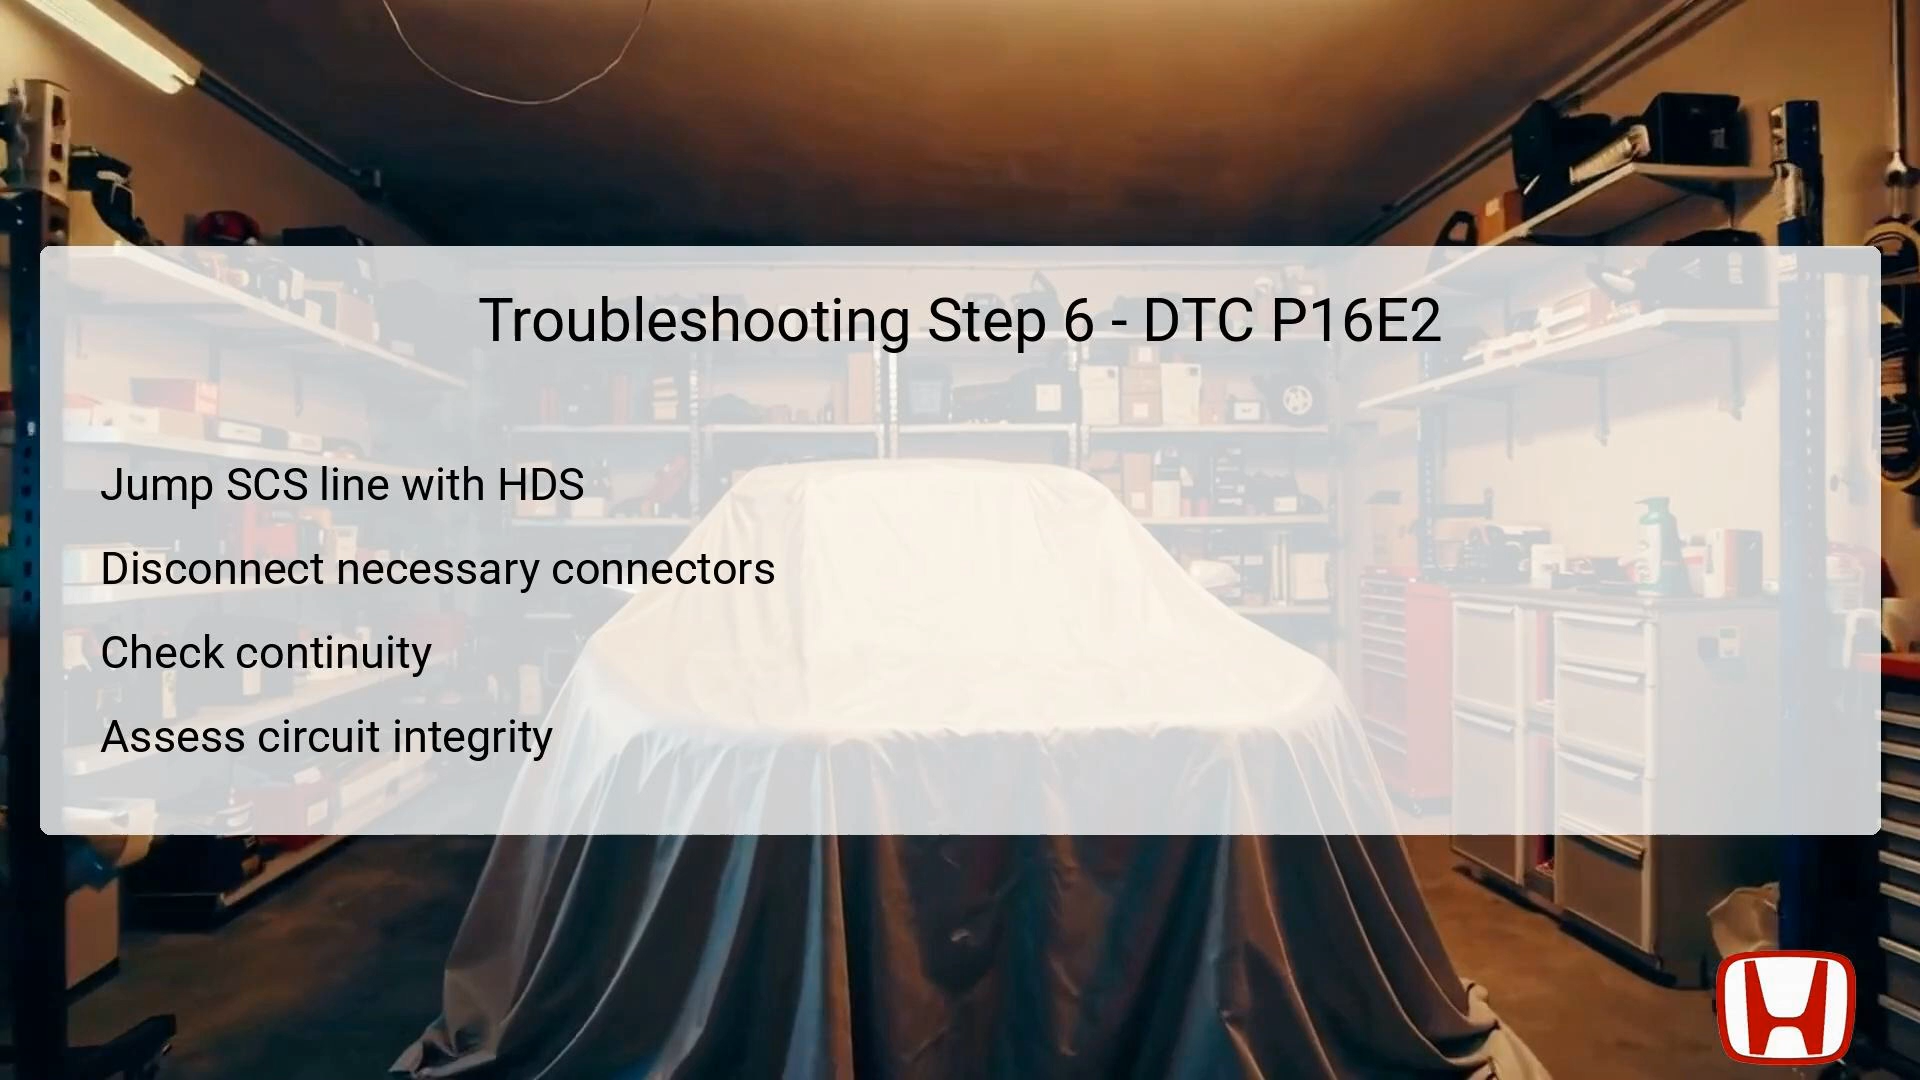 Troubleshooting Step 6 - DTC P16E2
Jump SCS line with HDS
Disconnect necessary connectors
Check continuity
Assess circuit integrity